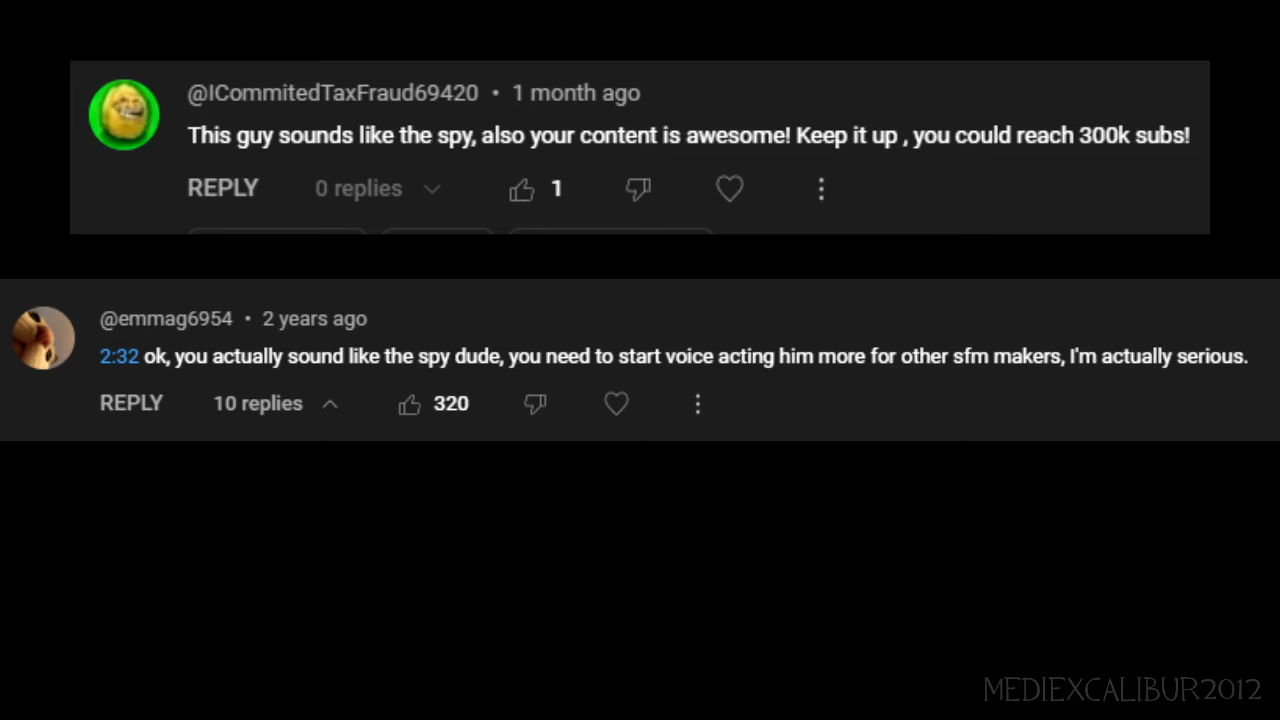 @ICommitedTaxFraud69420 • 1 month ago
This guy sounds like the spy, also your content is awesome! Keep it up , you could reach 300k subs!
REPLY 0 replies 1
@emmag6954 • 2 years ago
2:32 ok, you actually sound like the spy dude, you need to start voice acting him more for other sfm makers, I'm actually serious.
REPLY 10 replies 320
MEDIEXCALIBUR2012